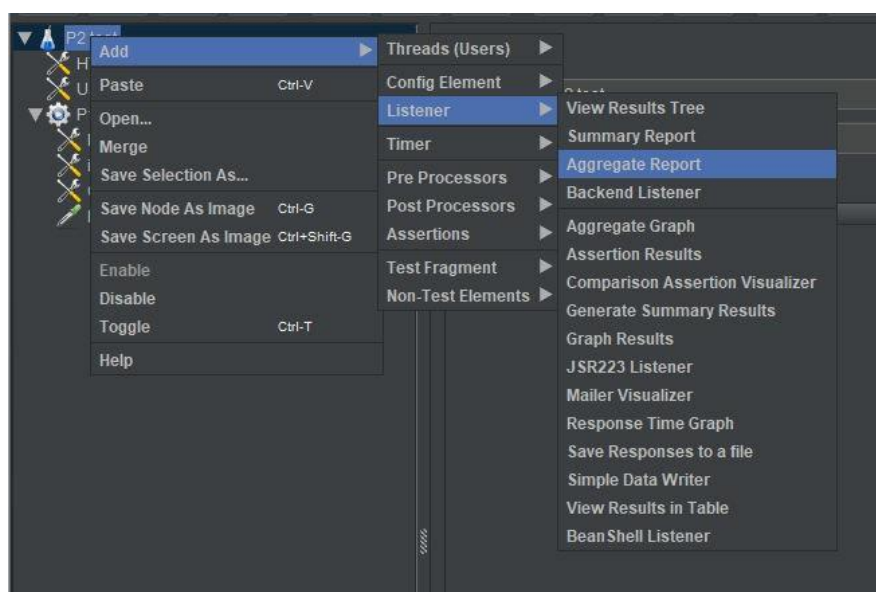 P2 test
Add
Paste Ctrl-V
Open...
Merge
Save Selection As...
Save Node As Image Ctrl-G
Save Screen As Image Ctrl+Shift-G
Enable
Disable
Toggle Ctrl-T
Help
Threads (Users)
Config Element
Listener
Timer
Pre Processors
Post Processors
Assertions
Test Fragment
Non-Test Elements
View Results Tree
Summary Report
Aggregate Report
Backend Listener
Aggregate Graph
Assertion Results
Comparison Assertion Visualizer
Generate Summary Results
Graph Results
JSR223 Listener
Mailer Visualizer
Response Time Graph
Save Responses to a file
Simple Data Writer
View Results in Table
BeanShell Listener